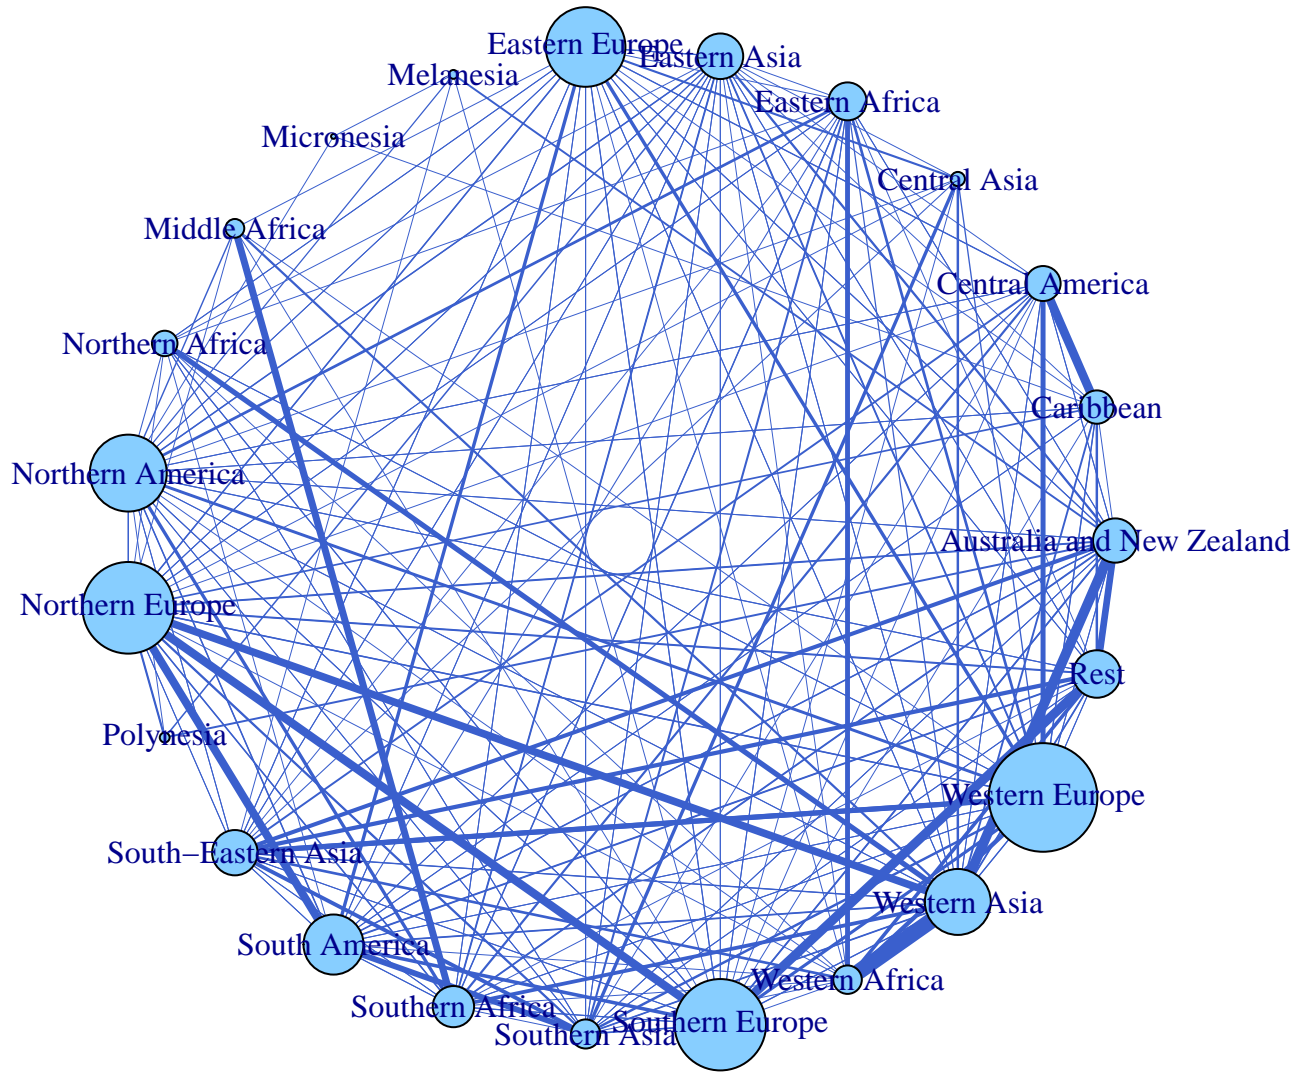 Eastern Europe
Eastern Asia
Melanesia
Eastern Africa
Micronesia
Central Asia
Middle Africa
Central America
Northern Africa
Caribbean
Northern America
Australia and New Zealand
Northern Europe
Rest
Polynesia
Western Europe
South−Eastern Asia
Western Asia
South America
Western Africa
Southern Africa
Southern Europe
Southern Asia